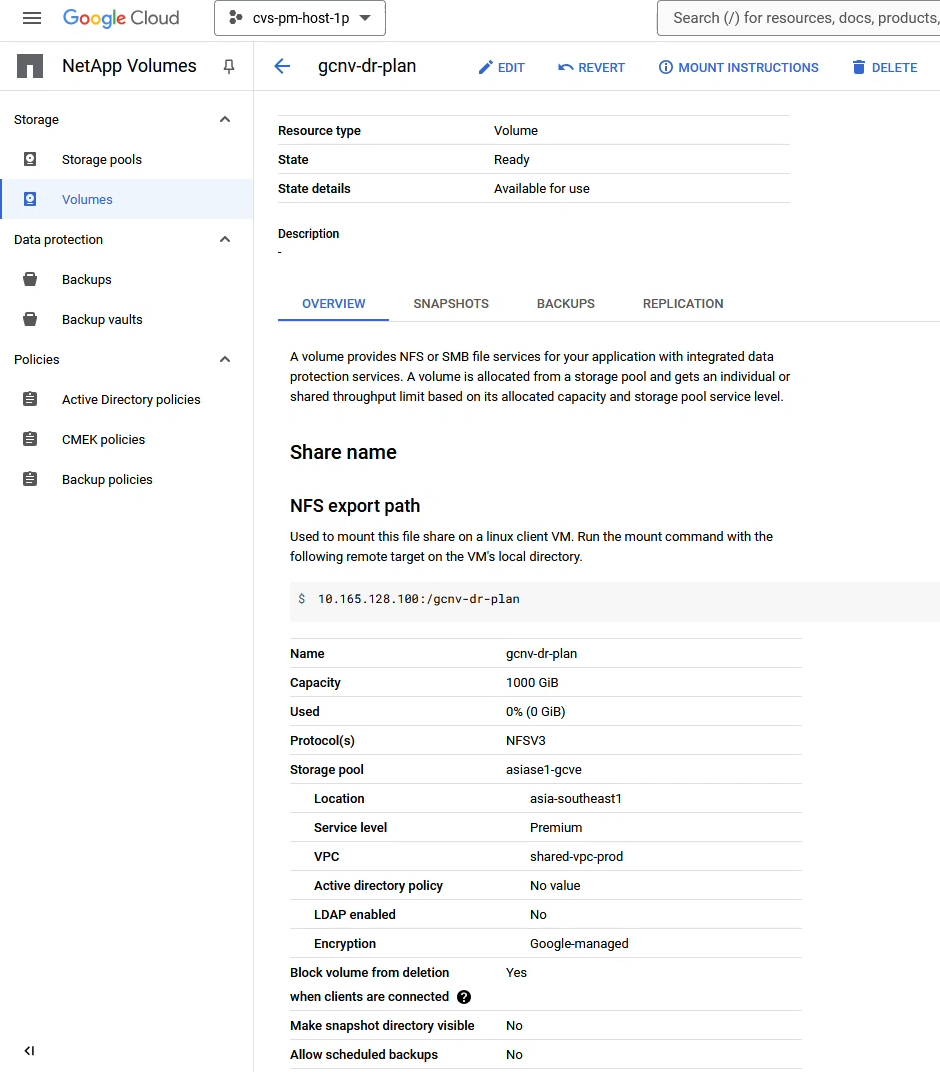 Google Cloud
cvs-pm-host-1p
Search (/) for resources, docs, products,
NetApp Volumes
gcnv-dr-plan
EDIT
REVERT
MOUNT INSTRUCTIONS
DELETE
Storage
Storage pools
Volumes
Data protection
Backups
Backup vaults
Policies
Active Directory policies
CMEK policies
Backup policies
Resource type Volume
State Ready
State details Available for use
Description
-
OVERVIEW SNAPSHOTS BACKUPS REPLICATION
A volume provides NFS or SMB file services for your application with integrated data
protection services. A volume is allocated from a storage pool and gets an individual or
shared throughput limit based on its allocated capacity and storage pool service level.
Share name
NFS export path
Used to mount this file share on a linux client VM. Run the mount command with the
following remote target on the VM's local directory.
$ 10.165.128.100:/gcnv-dr-plan
Name gcnv-dr-plan
Capacity 1000 GiB
Used 0% (0 GiB)
Protocol(s) NFSV3
Storage pool asiase1-gcve
Location asia-southeast1
Service level Premium
VPC shared-vpc-prod
Active directory policy No value
LDAP enabled No
Encryption Google-managed
Block volume from deletion Yes
when clients are connected ?
Make snapshot directory visible No
Allow scheduled backups No